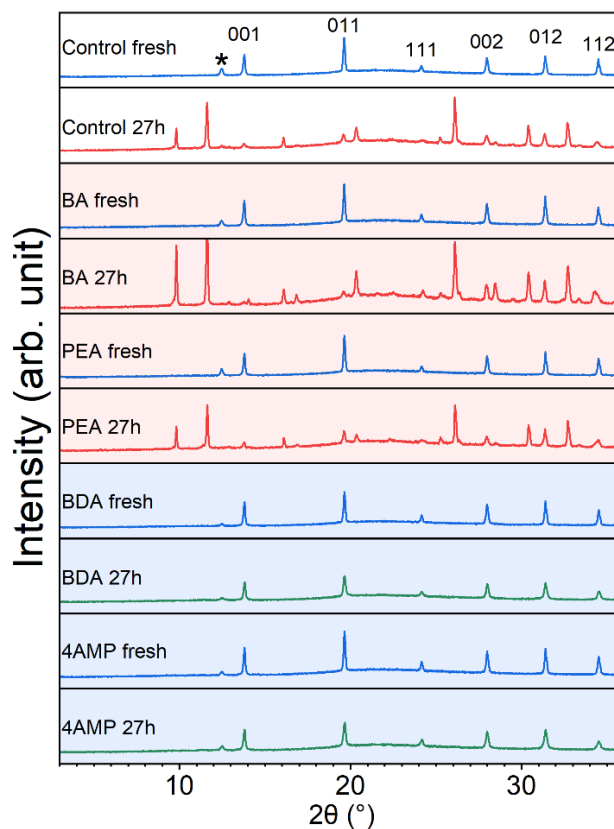 Intensity (arb. unit)
001 011 111 002 012 112
Control fresh
*
Control 27h
BA fresh
BA 27h
PEA fresh
PEA 27h
BDA fresh
BDA 27h
4AMP fresh
4AMP 27h
10 20 30
2θ (°)